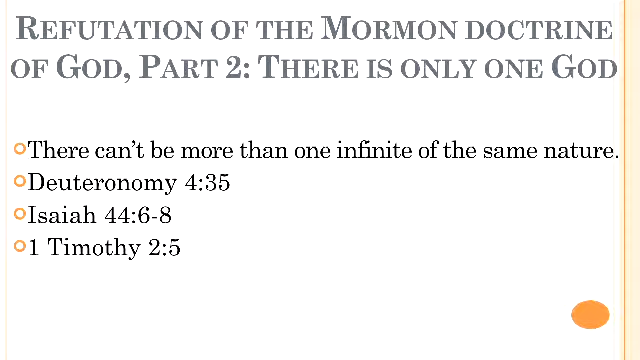 Refutation of the Mormon doctrine
of God, Part 2: There is only one God
There can’t be more than one infinite of the same nature.
Deuteronomy 4:35
Isaiah 44:6-8
1 Timothy 2:5